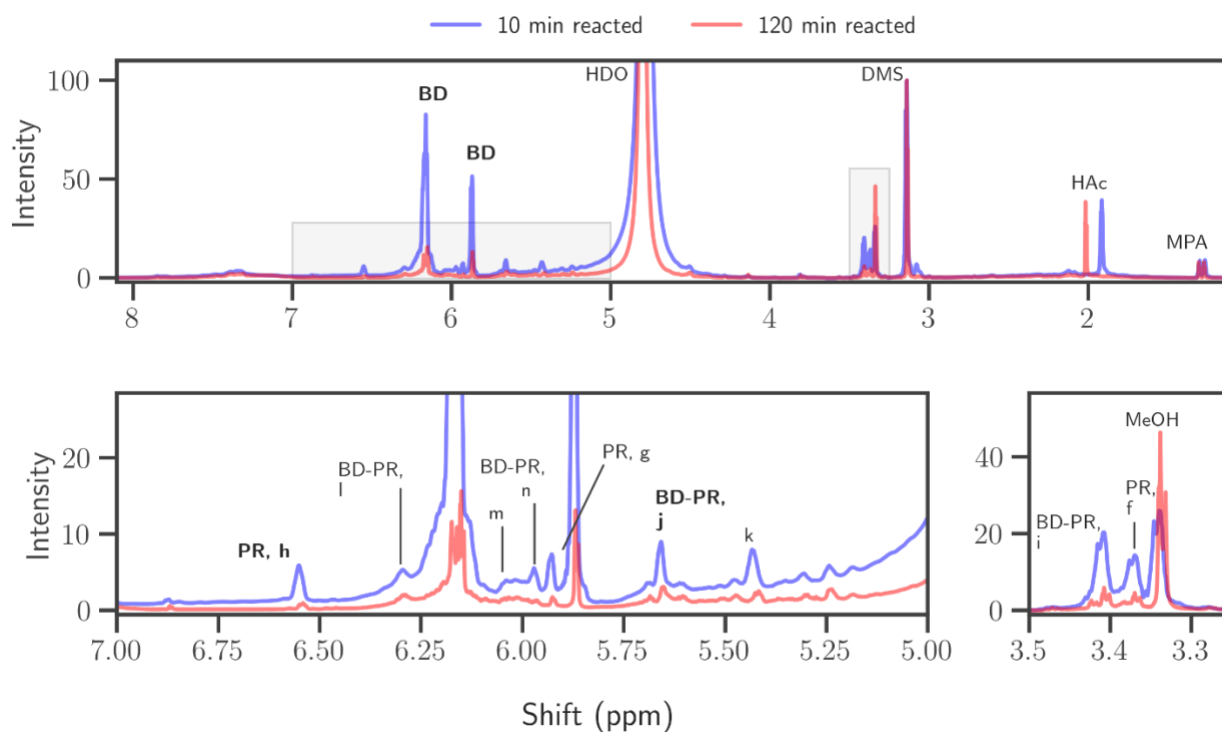 10 min reacted 120 min reacted
Intensity
100
50
0
BD
BD
HDO
DMS
HAc
MPA
8 7 6 5 4 3 2
Intensity
20
10
0
PR, h
BD-PR,
l
m
BD-PR,
n
PR, g
BD-PR,
j
k
7.00 6.75 6.50 6.25 6.00 5.75 5.50 5.25 5.00
40
20
0
BD-PR,
i
PR,
f
MeOH
3.5 3.4 3.3
Shift (ppm)